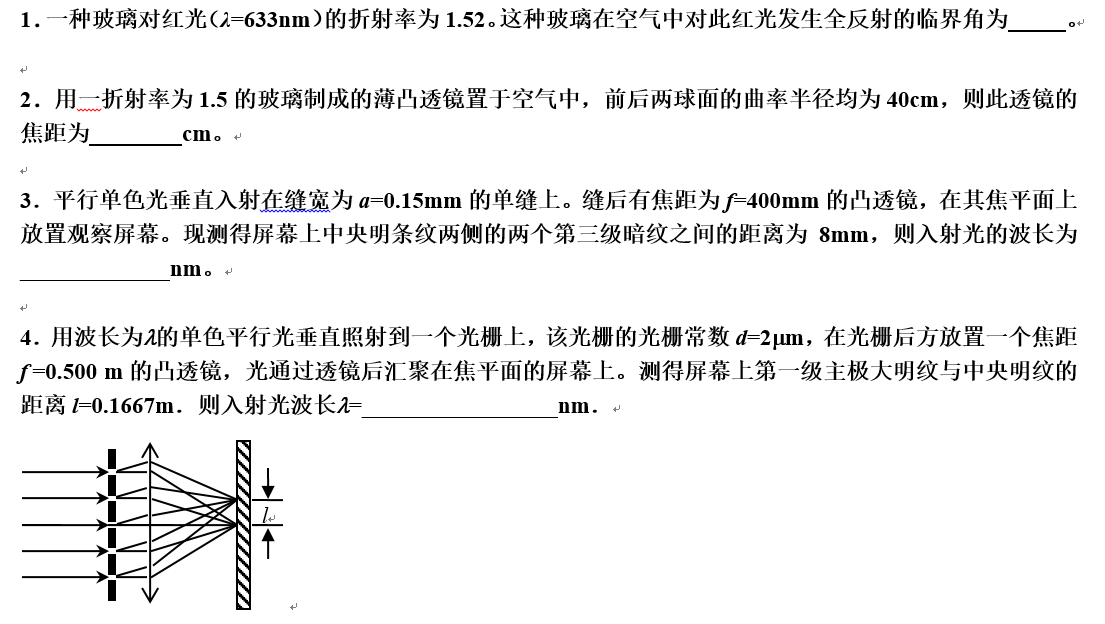 1．一种玻璃对红光（λ=633nm）的折射率为 1.52。这种玻璃在空气中对此红光发生全反射的临界角为_____。
2．用一折射率为 1.5 的玻璃制成的薄凸透镜置于空气中，前后两球面的曲率半径均为 40cm，则此透镜的
焦距为________cm。
3．平行单色光垂直入射在缝宽为 a=0.15mm 的单缝上。缝后有焦距为 f=400mm 的凸透镜，在其焦平面上
放置观察屏幕。现测得屏幕上中央明条纹两侧的两个第三级暗纹之间的距离为 8mm，则入射光的波长为
_____________nm。
4．用波长为λ的单色平行光垂直照射到一个光栅上，该光栅的光栅常数 d=2μm，在光栅后方放置一个焦距
f=0.500 m 的凸透镜，光通过透镜后汇聚在焦平面的屏幕上。测得屏幕上第一级主极大明纹与中央明纹的
距离 l=0.1667m．则入射光波长λ=_________________nm．
l